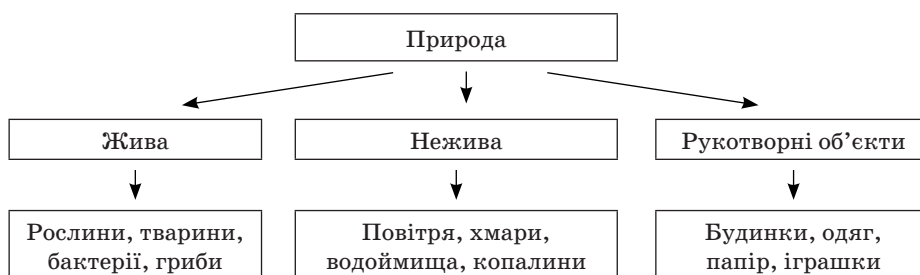 Природа
Жива
Нежива
Рукотворні об’єкти
Рослини, тварини,
бактерії, гриби
Повітря, хмари,
водоймища, копалини
Будинки, одяг,
папір, іграшки